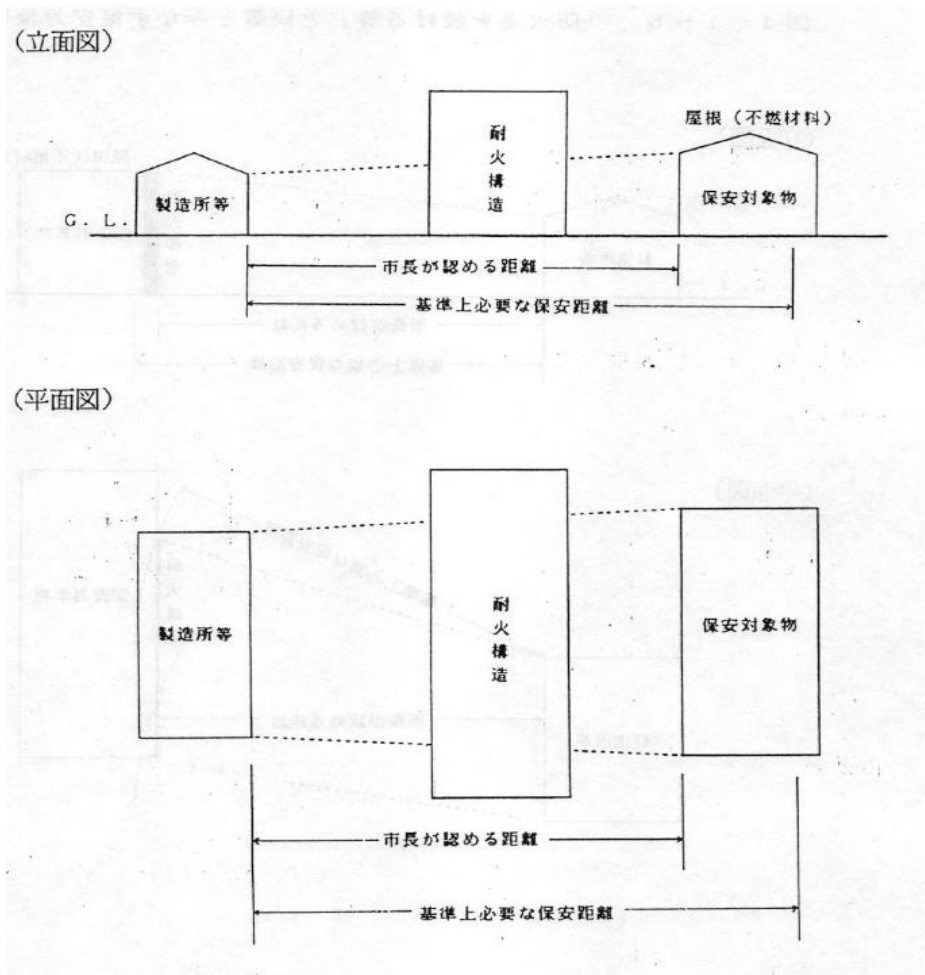 (立面図)
屋根(不燃材料)
耐火構造
製造所等
保安対象物
G.L.
市長が認める距離
基準上必要な保安距離
(平面図)
耐火構造
保安対象物
製造所等
市長が認める距離
基準上必要な保安距離